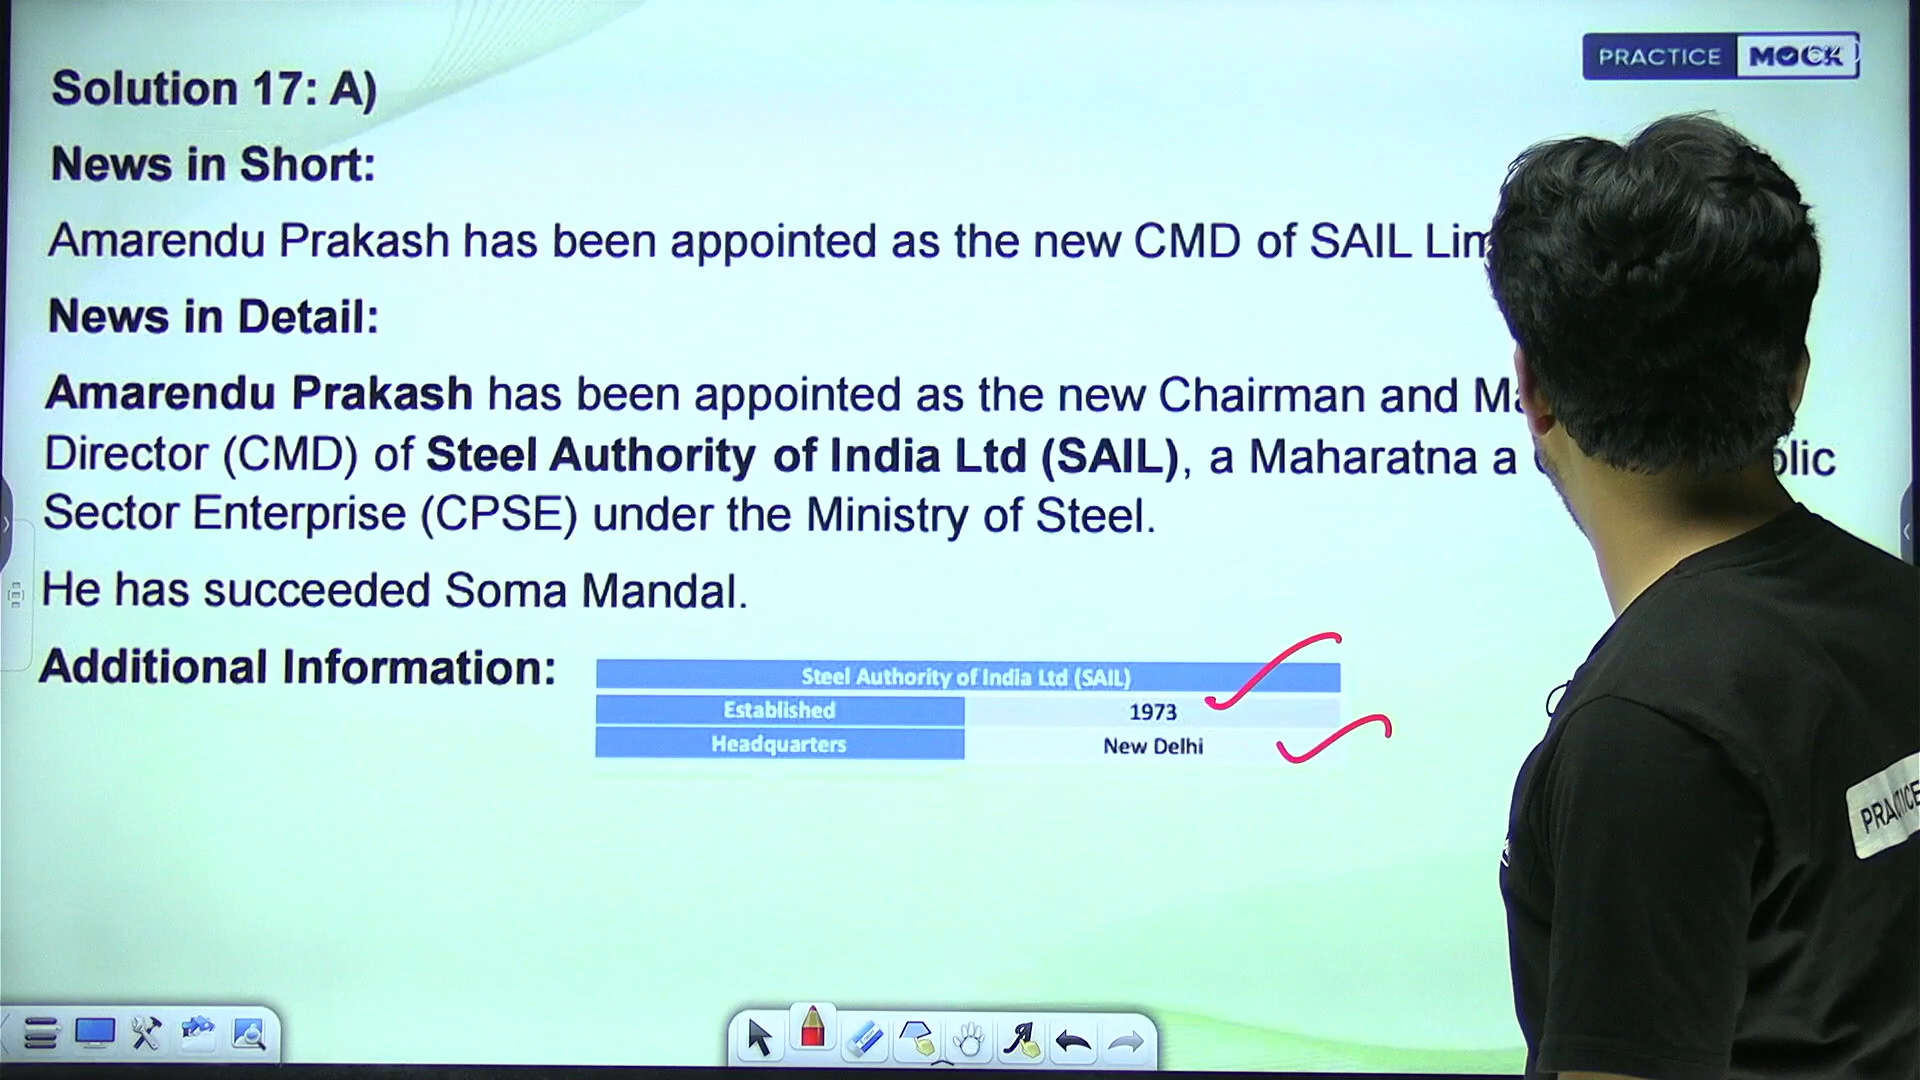 PRACTICE MOCK
Solution 17: A)
News in Short:
Amarendu Prakash has been appointed as the new CMD of SAIL
News in Detail:
Amarendu Prakash has been appointed as the new Chairman and
Director (CMD) of Steel Authority of India Ltd (SAIL), a Maharatna a
Sector Enterprise (CPSE) under the Ministry of Steel.
He has succeeded Soma Mandal.
Additional Information:
Steel Authority of India Ltd (SAIL)
Established 1973
Headquarters New Delhi